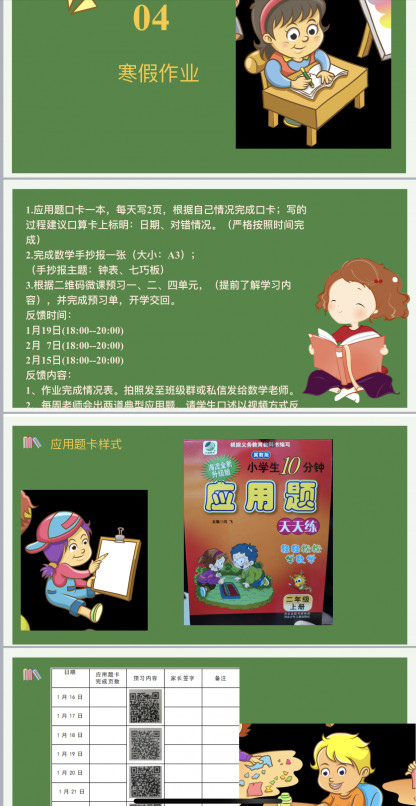 04
寒假作业
1.应用题口卡一本，每天写2页，根据自己情况完成口卡；写的
过程建议口算卡上标明：日期、对错情况。（严格按照时间完
成）
2.完成数学手抄报一张（大小：A3）；
（手抄报主题：钟表、七巧板）
3.根据二维码微课预习一、二、四单元，（提前了解学习内
容），并完成预习单，开学交回。
反馈时间：
1月19日(18:00--20:00)
2月 7日(18:00--20:00)
2月15日(18:00--20:00)
反馈内容：
1、作业完成情况表。拍照发至班级群或私信发给数学老师。
2、每周老师会出两道典型应用题，请学生口述以视频方式反
应用题卡样式
根据义务教育教科书编写
冀教版
小学生10分钟
应用题
天天练
轻轻松松
学数学
二年级
上册
日期 应用题卡完成页数 预习内容 家长签字 备注
1月16日
1月17日
1月18日
1月19日
1月20日
1月21日